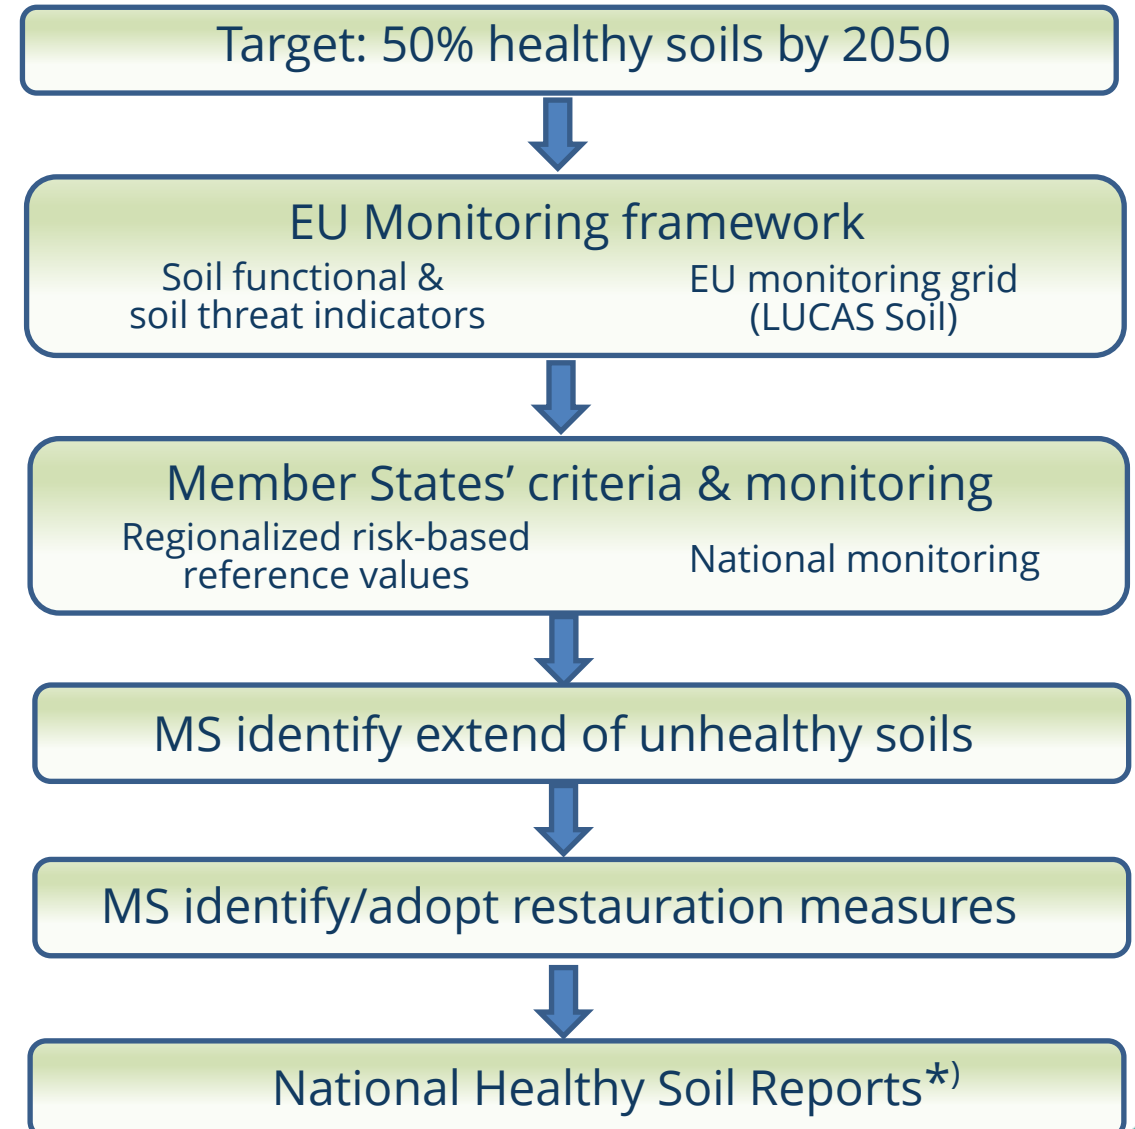 Target: 50% healthy soils by 2050
EU Monitoring framework
Soil functional &
soil threat indicators
EU monitoring grid
(LUCAS Soil)
Member States’ criteria & monitoring
Regionalized risk-based
reference values
National monitoring
MS identify extend of unhealthy soils
MS identify/adopt restauration measures
National Healthy Soil Reports*)